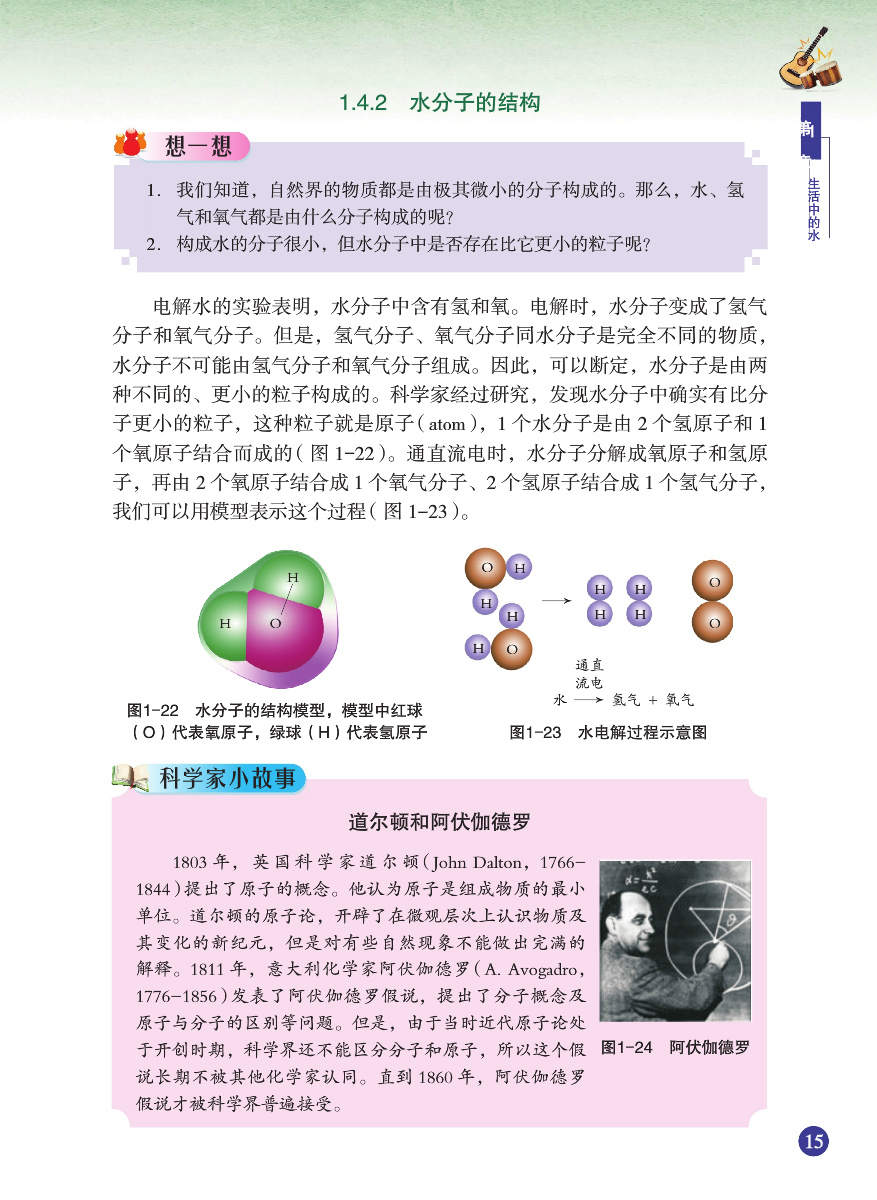 1.4.2 水分子的结构
想一想
1. 我们知道，自然界的物质都是由极其微小的分子构成的。那么，水、氢
气和氧气都是由什么分子构成的呢？
2. 构成水的分子很小，但水分子中是否存在比它更小的粒子呢？
第1
生活中的水
电解水的实验表明，水分子中含有氢和氧。电解时，水分子变成了氢气
分子和氧气分子。但是，氢气分子、氧气分子同水分子是完全不同的物质，
水分子不可能由氢气分子和氧气分子组成。因此，可以断定，水分子是由两
种不同的、更小的粒子构成的。科学家经过研究，发现水分子中确实有比分
子更小的粒子，这种粒子就是原子（atom），1 个水分子是由 2 个氢原子和 1
个氧原子结合而成的（图 1-22）。通直流电时，水分子分解成氧原子和氢原
子，再由 2 个氧原子结合成 1 个氧气分子、2 个氢原子结合成 1 个氢气分子，
我们可以用模型表示这个过程（图 1-23）。
H
H O
O H
H
H
H O
→
H H
H H
O
O
通直
流电
水 → 氢气 + 氧气
图1-22 水分子的结构模型，模型中红球
（O）代表氧原子，绿球（H）代表氢原子
图1-23 水电解过程示意图
科学家小故事
道尔顿和阿伏伽德罗
1803 年，英国科学家道尔顿（John Dalton，1766-
1844）提出了原子的概念。他认为原子是组成物质的最小
单位。道尔顿的原子论，开辟了在微观层次上认识物质及
其变化的新纪元，但是对有些自然现象不能做出完满的
解释。1811 年，意大利化学家阿伏伽德罗（A. Avogadro，
1776-1856）发表了阿伏伽德罗假说，提出了分子概念及
原子与分子的区别等问题。但是，由于当时近代原子论处
于开创时期，科学界还不能区分分子和原子，所以这个假
说长期不被其他化学家认同。直到 1860 年，阿伏伽德罗
假说才被科学界普遍接受。
图1-24 阿伏伽德罗
15